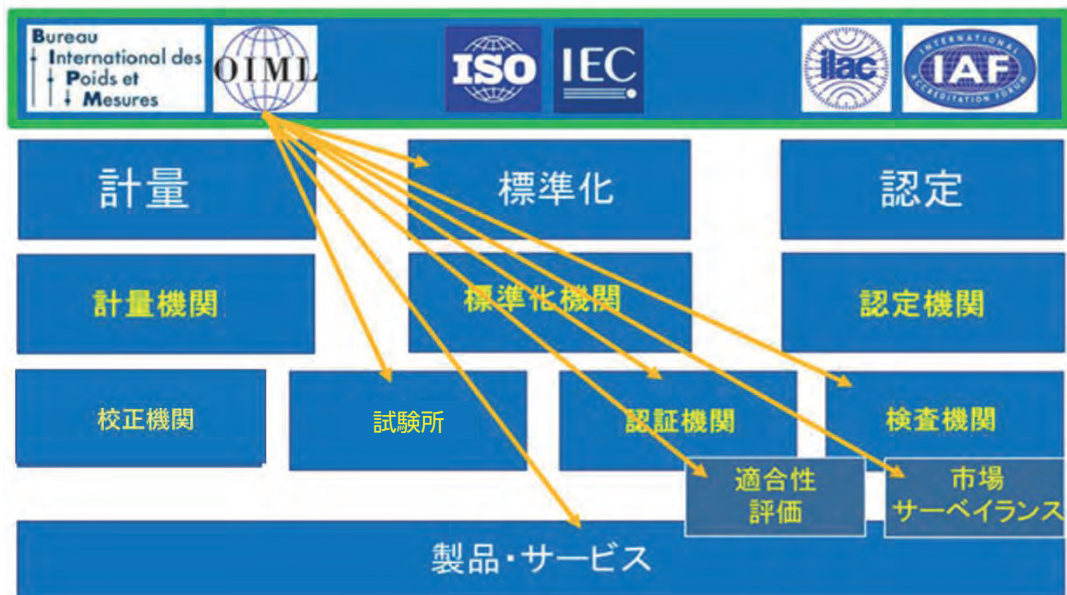 Bureau
International des
Poids et
Mesures
OIML
ISO
IEC
ilac
INTERNATIONAL
IAF
ACCREDITATION FORUM
計量
標準化
認定
計量機関
標準化機関
認定機関
校正機関
試験所
認証機関
検査機関
適合性
評価
市場
サーベイランス
製品・サービス